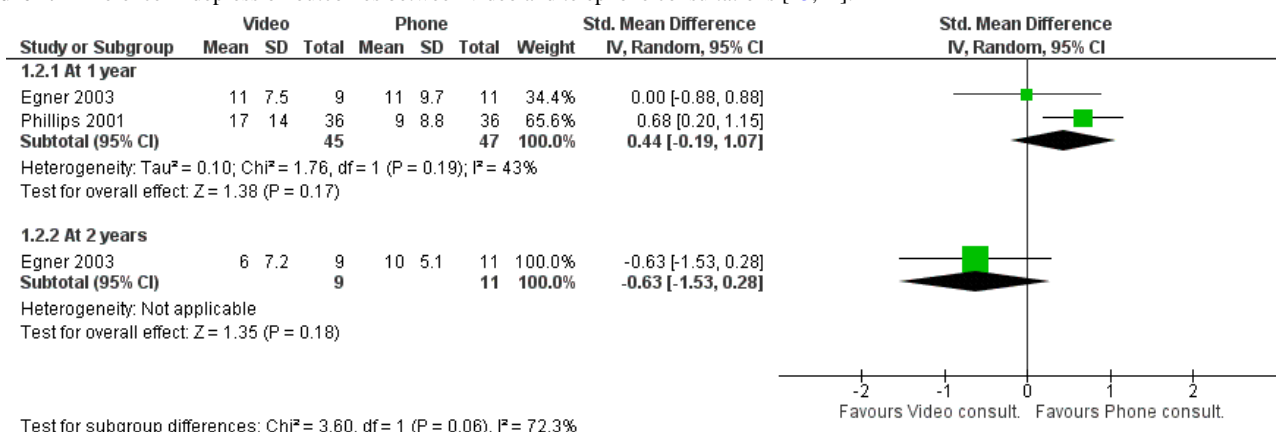 Video Phone Std. Mean Difference Std. Mean Difference
Study or Subgroup Mean SD Total Mean SD Total Weight IV, Random, 95% CI IV, Random, 95% CI
1.2.1 At 1 year
Egner 2003 11 7.5 9 11 9.7 11 34.4% 0.00 [-0.88, 0.88]
Phillips 2001 17 14 36 9 8.8 36 65.6% 0.68 [0.20, 1.15]
Subtotal (95% CI) 45 47 100.0% 0.44 [-0.19, 1.07]
Heterogeneity: Tau² = 0.10; Chi² = 1.76, df = 1 (P = 0.19); I² = 43%
Test for overall effect: Z = 1.38 (P = 0.17)
1.2.2 At 2 years
Egner 2003 6 7.2 9 10 5.1 11 100.0% -0.63 [-1.53, 0.28]
Subtotal (95% CI) 9 11 100.0% -0.63 [-1.53, 0.28]
Heterogeneity: Not applicable
Test for overall effect: Z = 1.35 (P = 0.18)
-2 -1 0 1 2
Favours Video consult. Favours Phone consult.
Test for subgroup differences: Chi² = 3.60, df = 1 (P = 0.06), I² = 72.3%